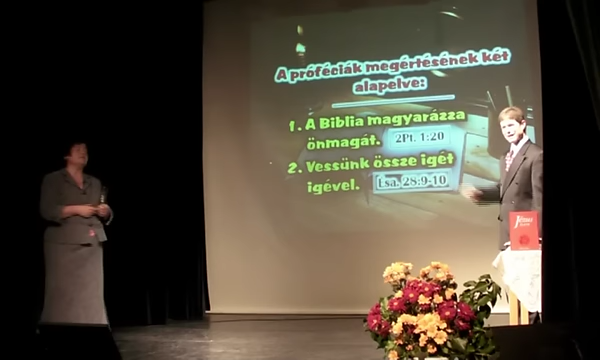 A próféciák megértésének két
alapelve:
1. A Biblia magyarázza
önmagát. 2Pt. 1:20
2. Vessünk össze igét
igével. Ésa. 28:9-10
Jézus